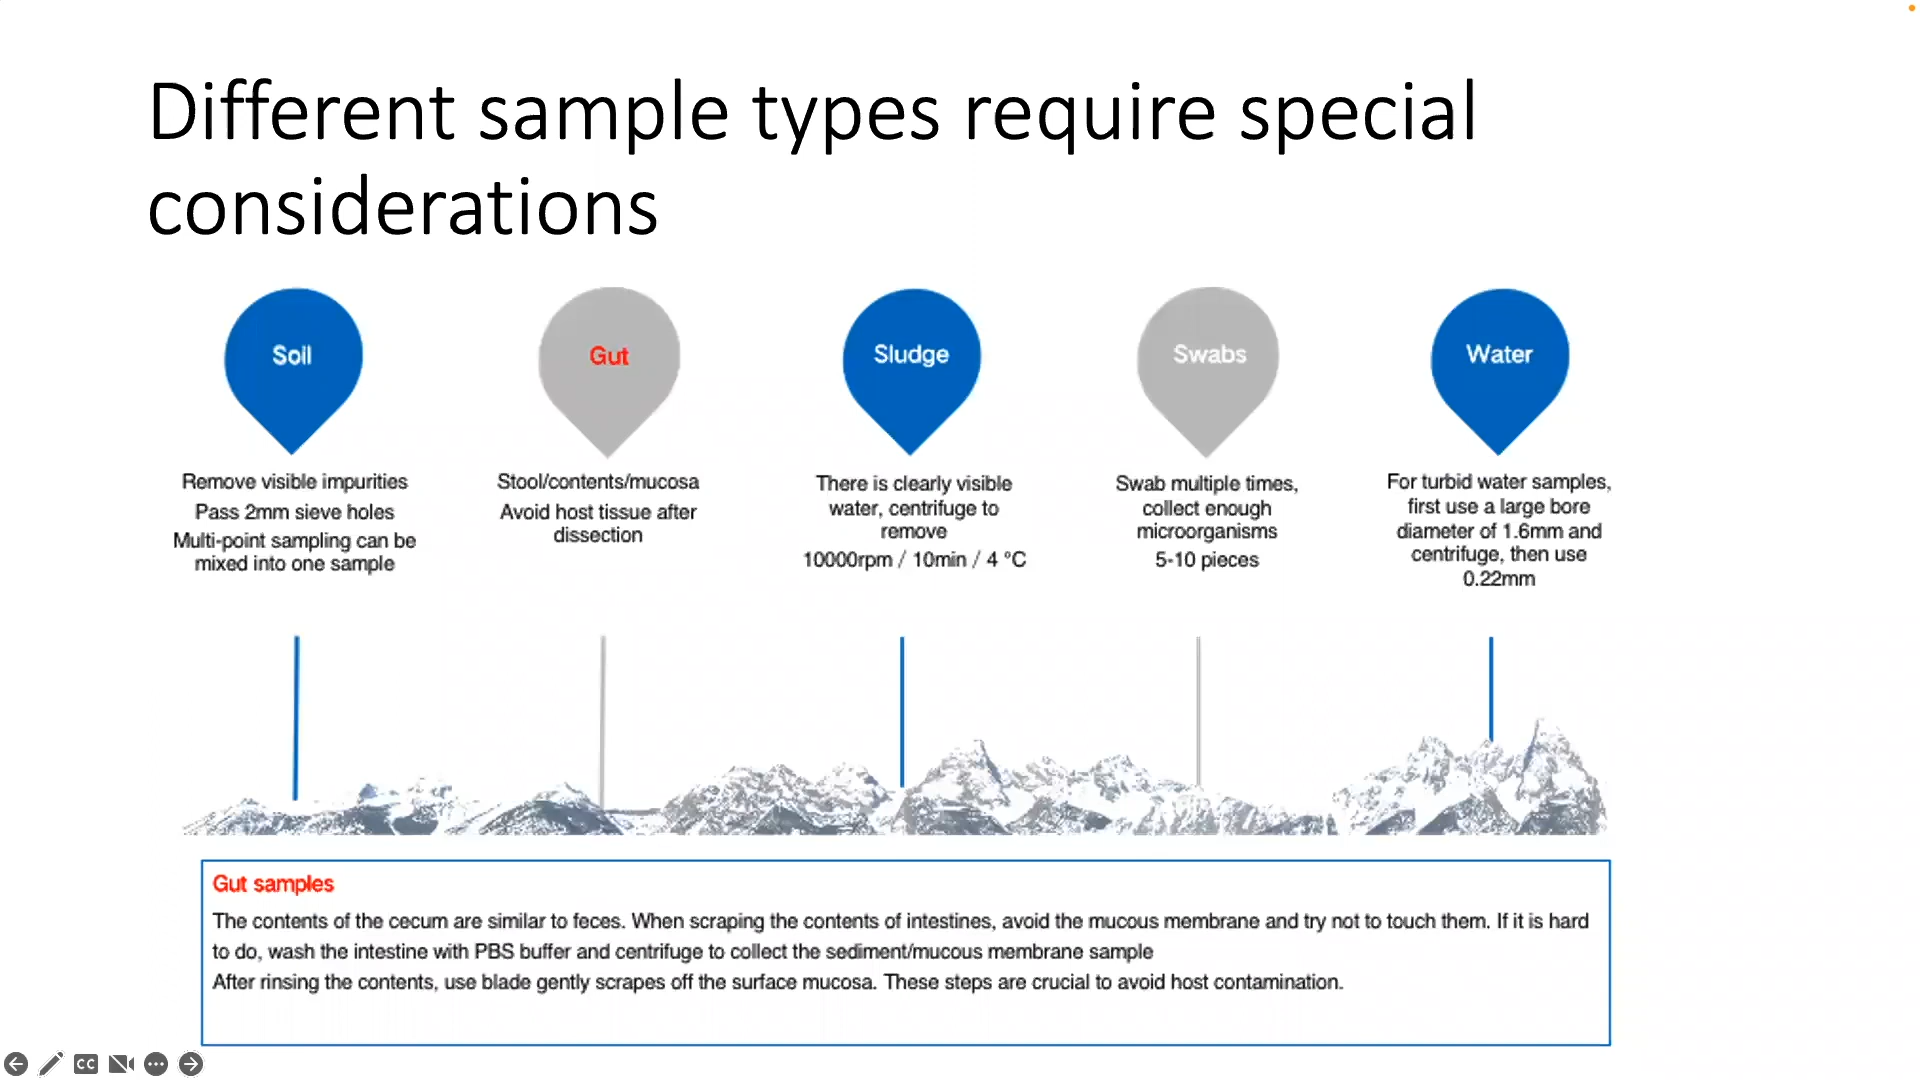 Different sample types require special
considerations
Soil
Remove visible impurities
Pass 2mm sieve holes
Multi-point sampling can be
mixed into one sample
Gut
Stool/contents/mucosa
Avoid host tissue after
dissection
Sludge
There is clearly visible
water, centrifuge to
remove
10000rpm / 10min / 4 °C
Swabs
Swab multiple times,
collect enough
microorganisms
5-10 pieces
Water
For turbid water samples,
first use a large bore
diameter of 1.6mm and
centrifuge, then use
0.22mm
Gut samples
The contents of the cecum are similar to feces. When scraping the contents of intestines, avoid the mucous membrane and try not to touch them. If it is hard
to do, wash the intestine with PBS buffer and centrifuge to collect the sediment/mucous membrane sample
After rinsing the contents, use blade gently scrapes off the surface mucosa. These steps are crucial to avoid host contamination.
CC